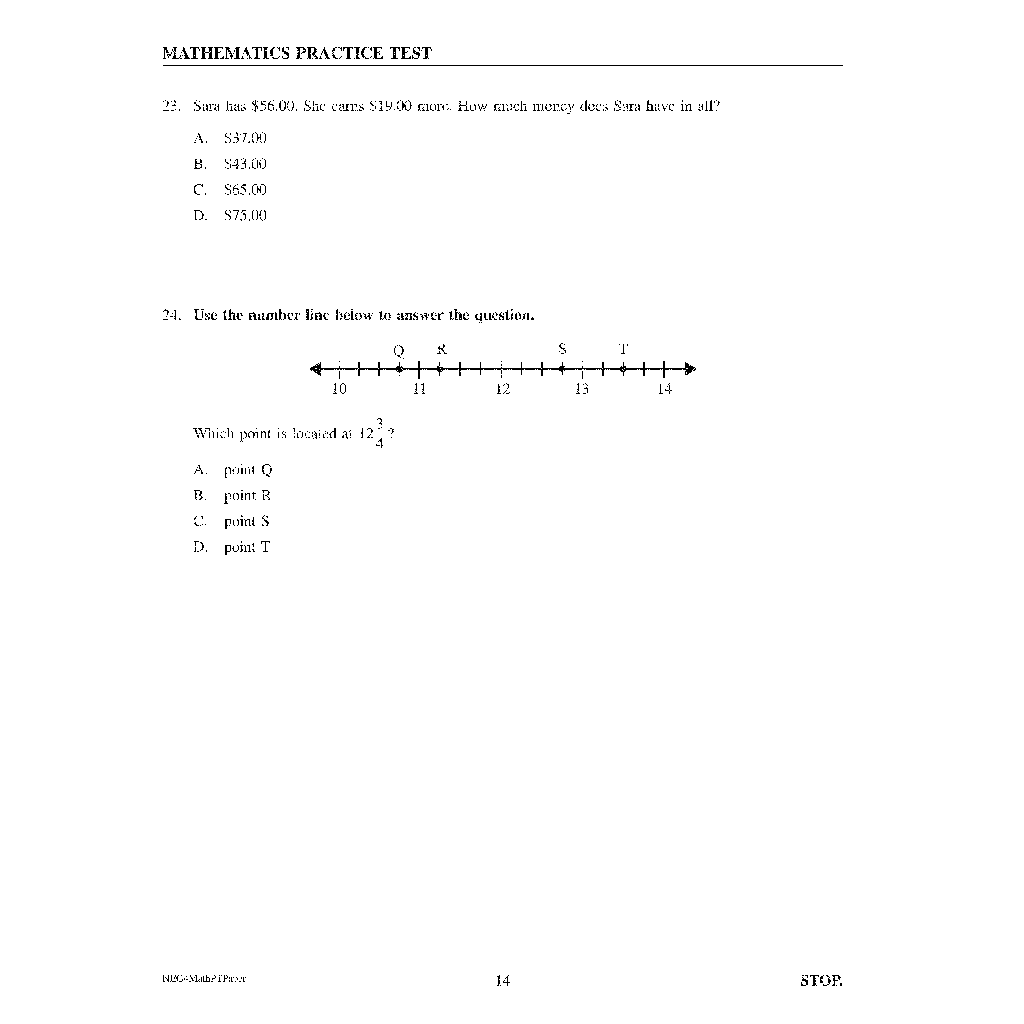 MATHEMATICS PRACTICE TEST
23. Sara has $56.00. She earns $19.00 more. How much money does Sara have in all?
A. $37.00
B. $43.00
C. $65.00
D. $75.00
24. Use the number line below to answer the question.
Q R S T
10 11 12 13 14
Which point is located at 12 3/4 ?
A. point Q
B. point R
C. point S
D. point T
14 STOP.